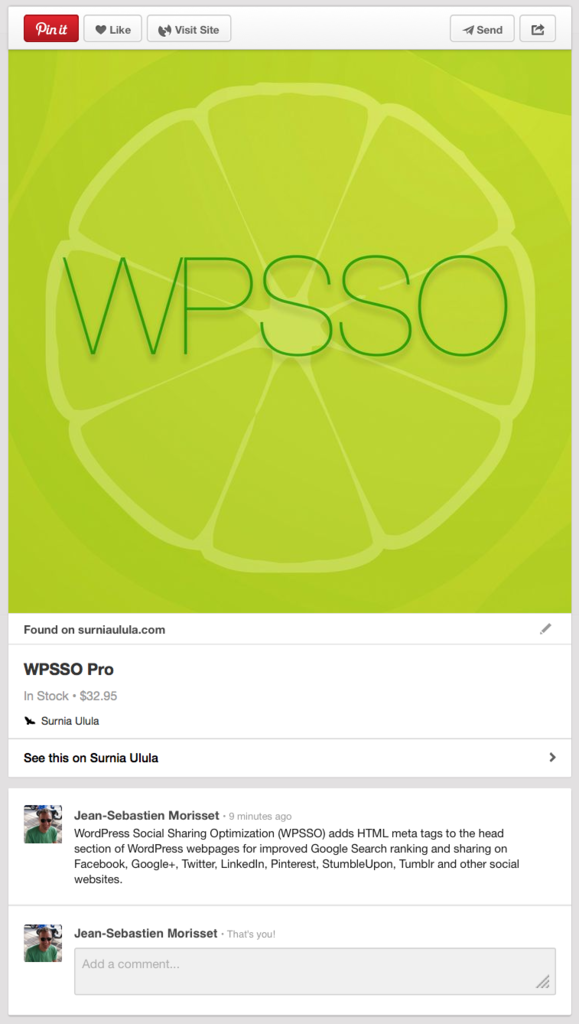 Pin it Like Visit Site Send
WPSSO
Found on surniaulula.com
WPSSO Pro
In Stock • $32.95
Surnia Ulula
See this on Surnia Ulula
Jean-Sebastien Morisset • 9 minutes ago
WordPress Social Sharing Optimization (WPSSO) adds HTML meta tags to the head
section of WordPress webpages for improved Google Search ranking and sharing on
Facebook, Google+, Twitter, LinkedIn, Pinterest, StumbleUpon, Tumblr and other social
websites.
Jean-Sebastien Morisset • That's you!
Add a comment...